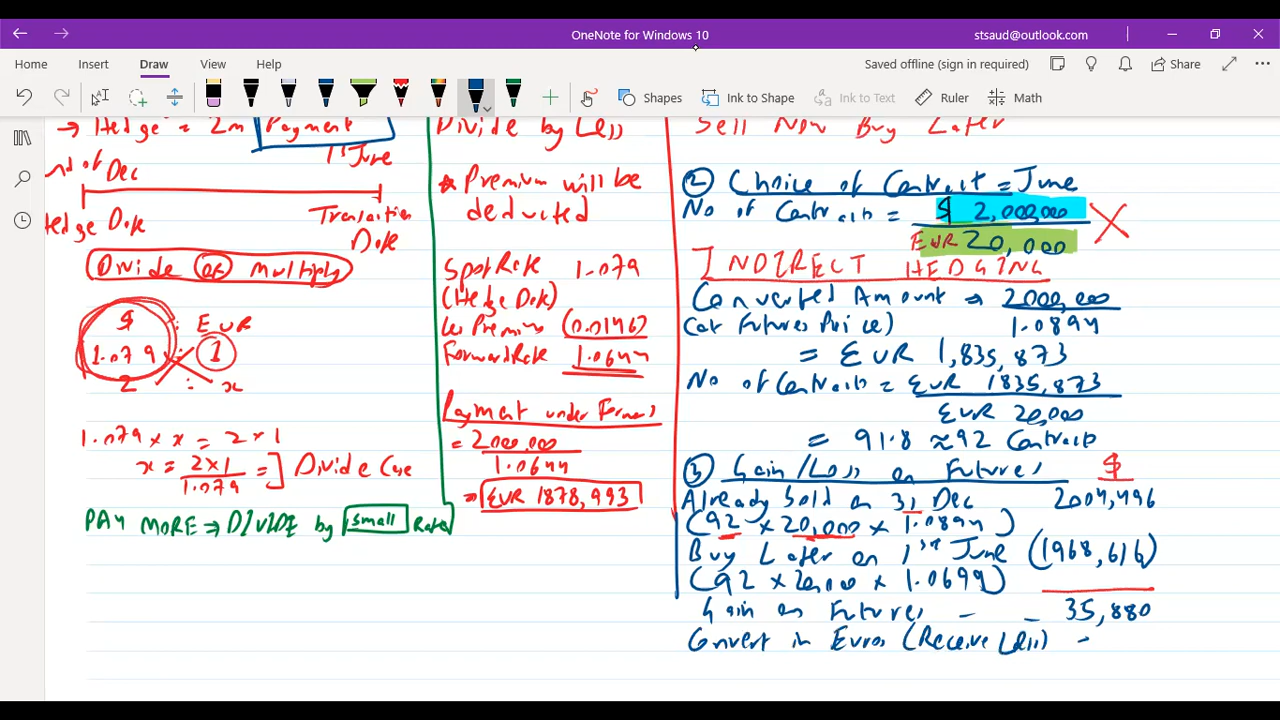 OneNote for Windows 10
stsaud@outlook.com
Home Insert Draw View Help
Saved offline (sign in required)
Share
Shapes
Ink to Shape
Ink to Text
Ruler
Math
→ Hedge = 2m Payment
1st June
nd of Dec
Hedge Date
Transaction Date
Divide or multiply
$ : EUR
1.079 : 1
2 : x
1.079 × x = 2 × 1
x = 2×1 / 1.079 = ] Divide Case
PAY MORE ⇒ DIVIDE by small Rate
Divide by Less
* Premium will be
deducted
Spot Rate 1.079
(Hedge Date)
Less Premium (0.0146)
Forward Rate 1.0644
Payment under Forward
= 2000,000
1.0644
⇒ EUR 1878,993
Sell Now Buy Later
② Choice of Contract = June
No of Contracts = $ 2,000,000
EUR 20,000
INDIRECT HEDGING
Converted Amount ⇒ 2000,000
(at Futures Price) 1.0894
= EUR 1,835,873
No of Contracts = EUR 1835,873
EUR 20,000
= 91.8 ≈ 92 Contracts
③ Gain/Loss on Futures $
Already Sold on 31 Dec 2004,496
(92 × 20,000 × 1.0894)
Buy Later on 1st June (1968,616)
(92 × 20,000 × 1.0699)
Gain on Futures - - 35,880
Convert in Euros (Receive Less) -